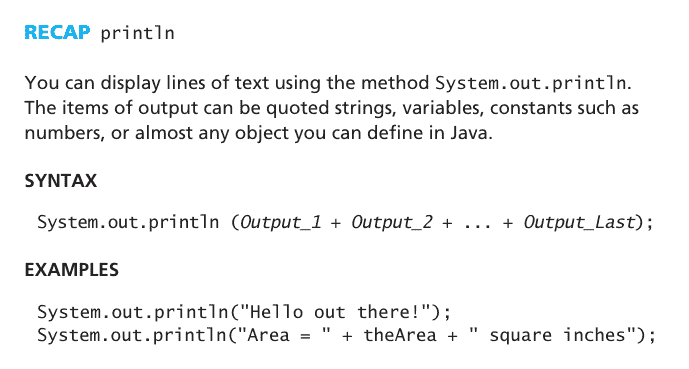 RECAP println
You can display lines of text using the method System.out.println.
The items of output can be quoted strings, variables, constants such as
numbers, or almost any object you can define in Java.
SYNTAX
System.out.println (Output_1 + Output_2 + ... + Output_Last);
EXAMPLES
System.out.println("Hello out there!");
System.out.println("Area = " + theArea + " square inches");